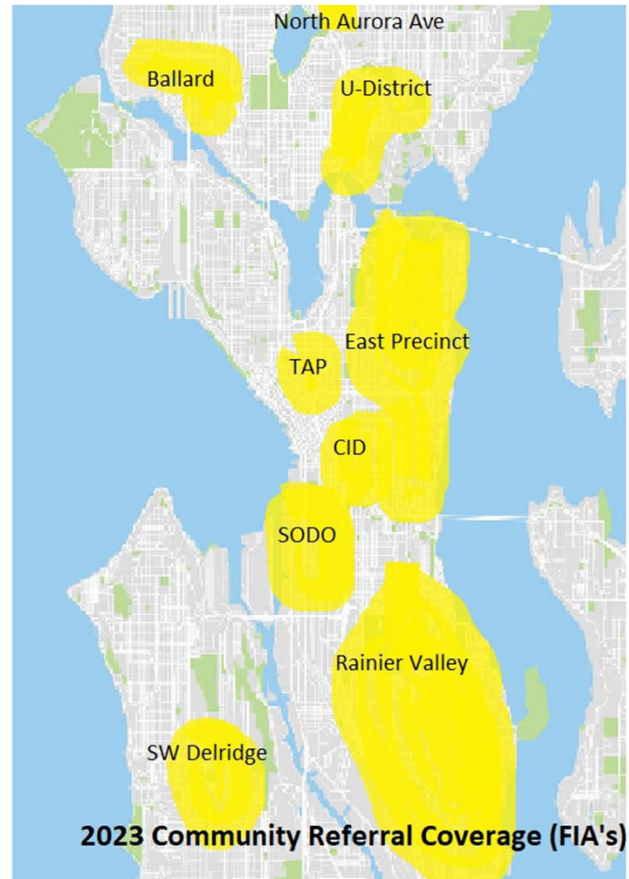 North Aurora Ave
Ballard
U-District
East Precinct
TAP
CID
SODO
Rainier Valley
SW Delridge
2023 Community Referral Coverage (FIA's)